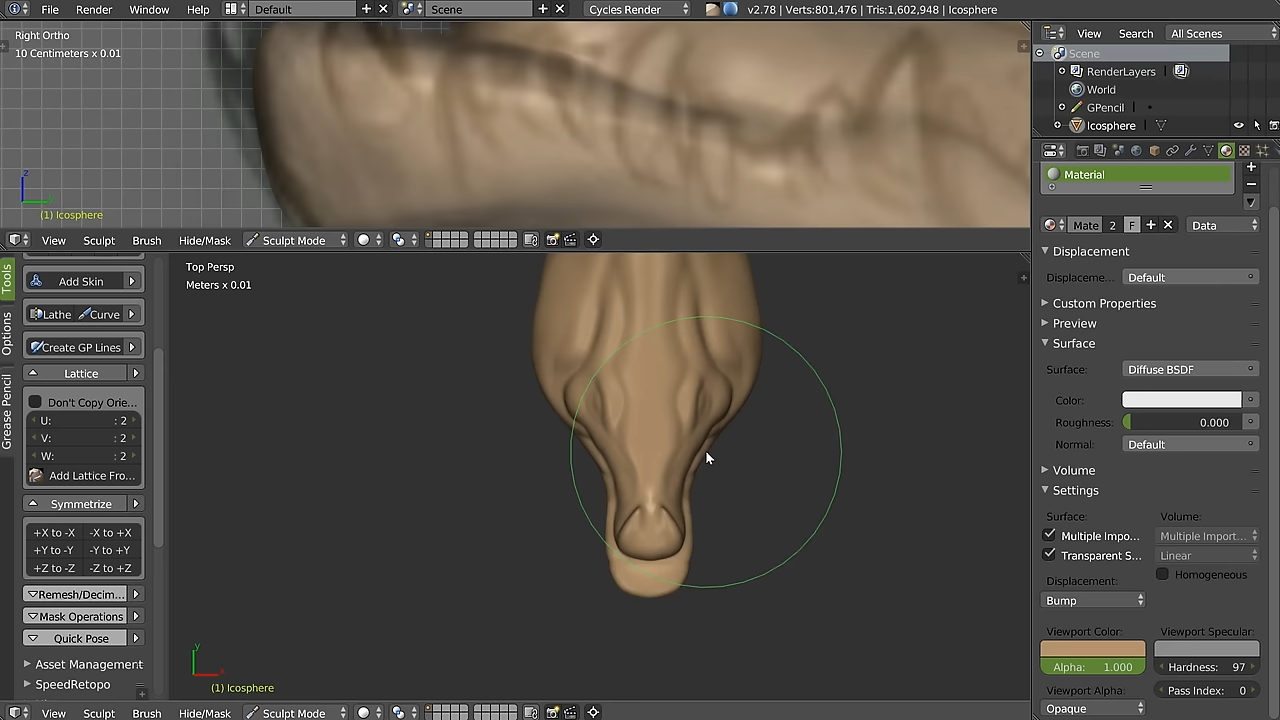 File Render Window Help Default Scene Cycles Render v2.78 | Verts:801,476 | Tris:1,602,948 | Icosphere
Right Ortho
10 Centimeters x 0.01
z
(1) Icosphere
View Sculpt Brush Hide/Mask Sculpt Mode
Tools
Options
Grease Pencil
Add Skin
Lathe Curve
Create GP Lines
Lattice
Don't Copy Orie...
U: : 2
V: : 2
W: : 2
Add Lattice Fro...
Symmetrize
+X to -X -X to +X
+Y to -Y -Y to +Y
+Z to -Z -Z to +Z
Remesh/Decim...
Mask Operations
Quick Pose
Asset Management
SpeedRetopo
Top Persp
Meters x 0.01
y
x
(1) Icosphere
View Sculpt Brush Hide/Mask Sculpt Mode
View Search All Scenes
Scene
RenderLayers
World
GPencil
Icosphere
Material
Mate 2 F Data
Displacement
Displaceme... Default
Custom Properties
Preview
Surface
Surface: Diffuse BSDF
Color:
Roughness: 0.000
Normal: Default
Volume
Settings
Surface: Volume:
Multiple Impo... Multiple Import...
Transparent S... Linear
Homogeneous
Displacement:
Bump
Viewport Color: Viewport Specular:
Alpha: 1.000 Hardness: 97
Viewport Alpha: Pass Index: 0
Opaque